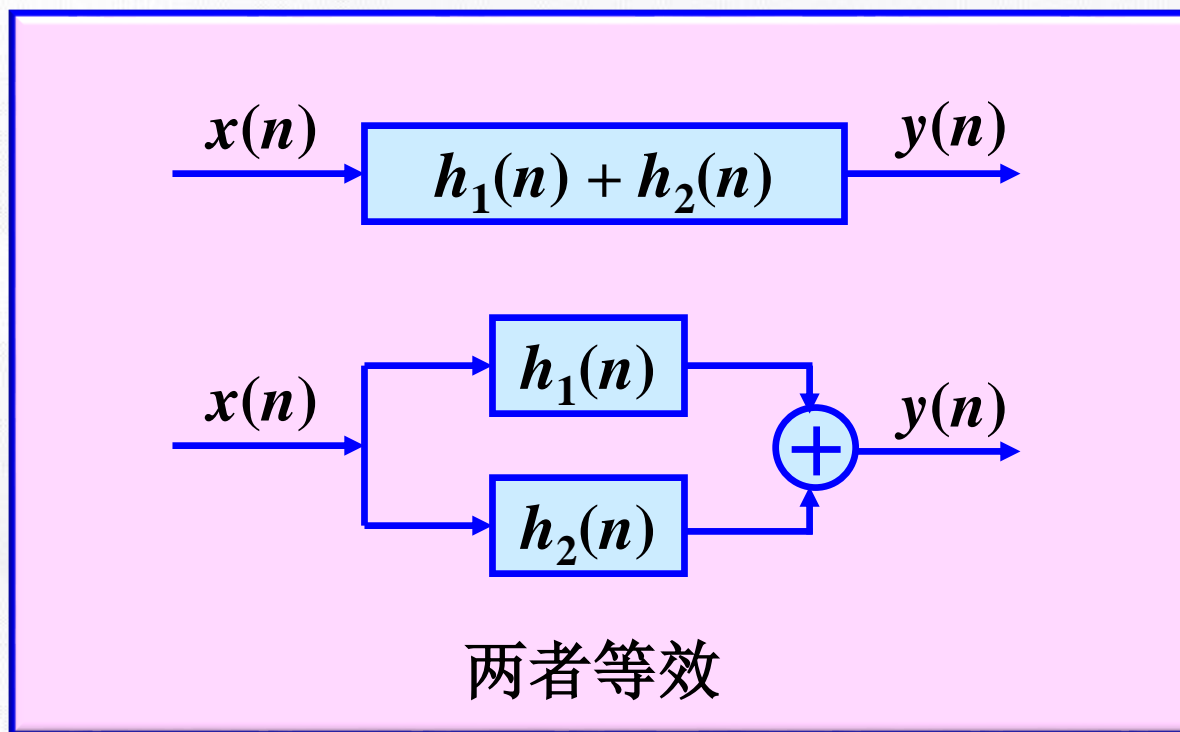 x(n) y(n)
h₁(n) + h₂(n)
h₁(n)
x(n) + y(n)
h₂(n)
两者等效